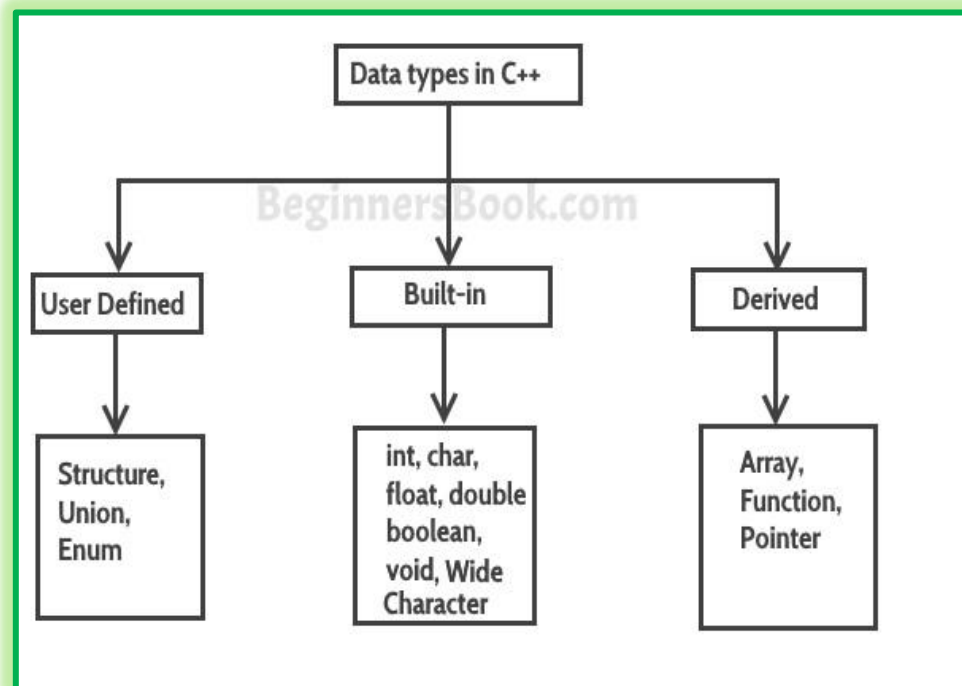 Data types in C++
BeginnersBook.com
User Defined
Built-in
Derived
Structure,
Union,
Enum
int, char,
float, double
boolean,
void, Wide
Character
Array,
Function,
Pointer